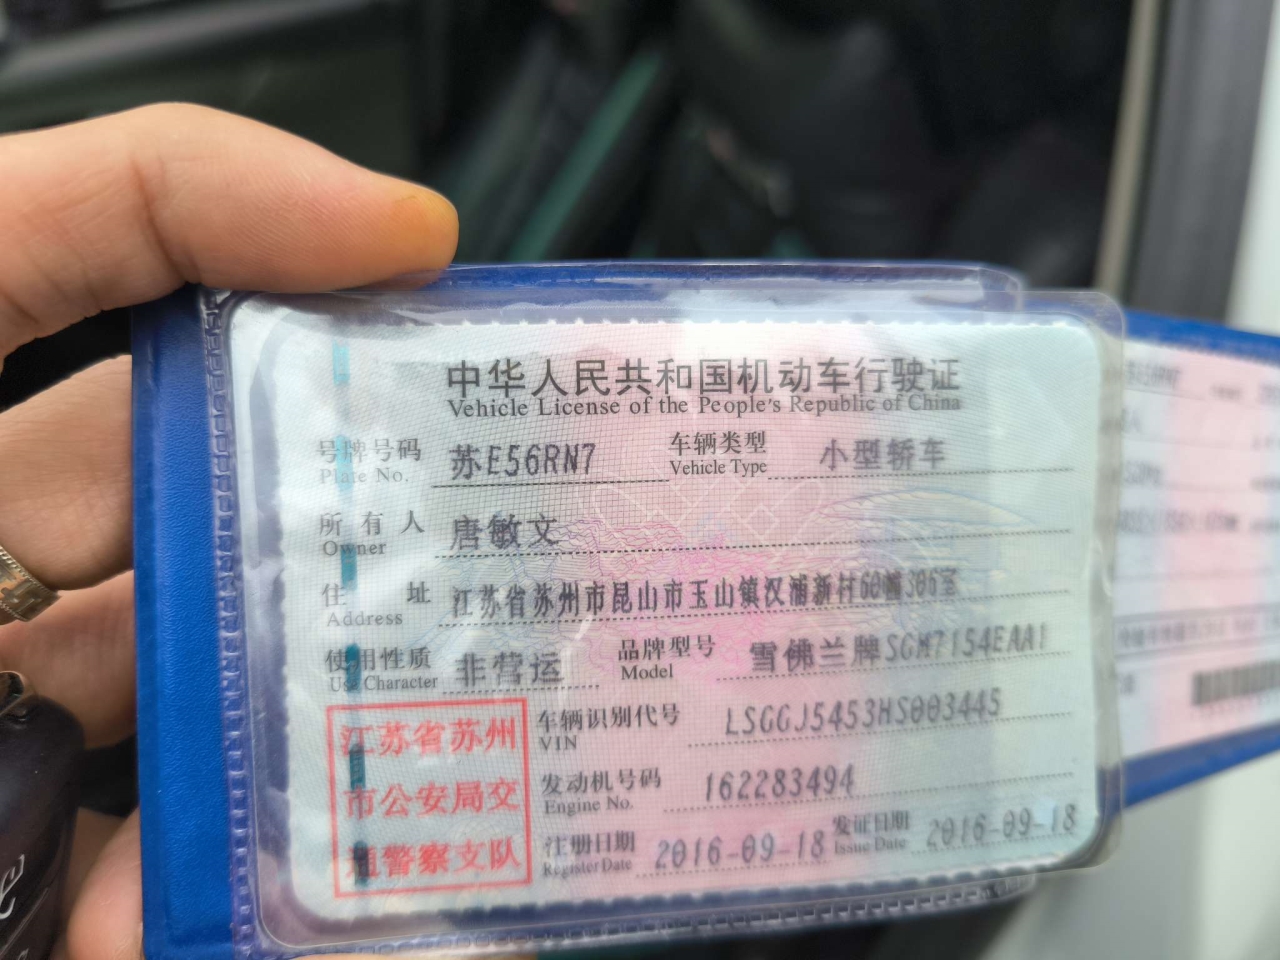 中华人民共和国机动车行驶证
Vehicle License of the People's Republic of China
号牌号码 苏E56RN7 车辆类型 小型轿车
Plate No. Vehicle Type
所有人 唐敏文
Owner
住址 江苏省苏州市昆山市玉山镇汉浦新村60幢306室
Address
使用性质 非营运 品牌型号 雪佛兰牌SGM7154EAA1
Use Character Model
江苏省苏州
市公安局交
通警察支队
车辆识别代号 LSGGJ5453HS003445
VIN
发动机号码 162283494
Engine No.
注册日期 2016-09-18 发证日期 2016-09-18
Register Date Issue Date